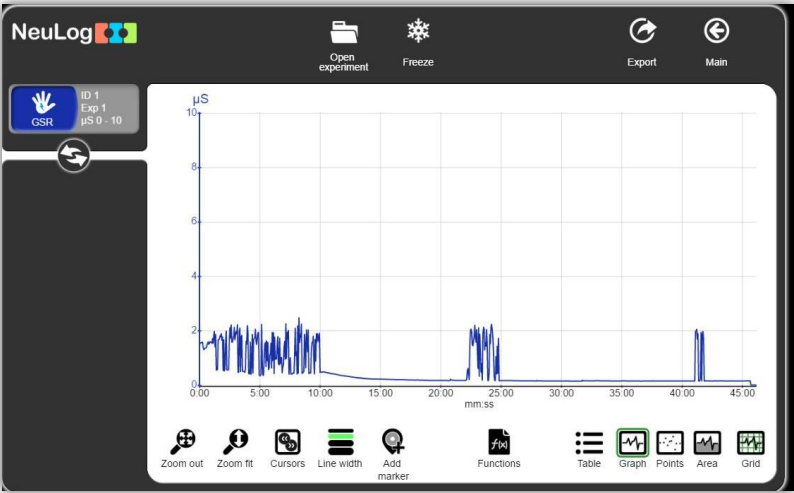 NeuLog
Open
experiment
Freeze
Export
Main
GSR
ID 1
Exp 1
µS 0 - 10
µS
10
8
6
4
2
0
0:00 5:00 10:00 15:00 20:00 25:00 30:00 35:00 40:00 45:00
mm:ss
Zoom out
Zoom fit
Cursors
Line width
Add
marker
f(x)
Functions
Table
Graph
Points
Area
Grid